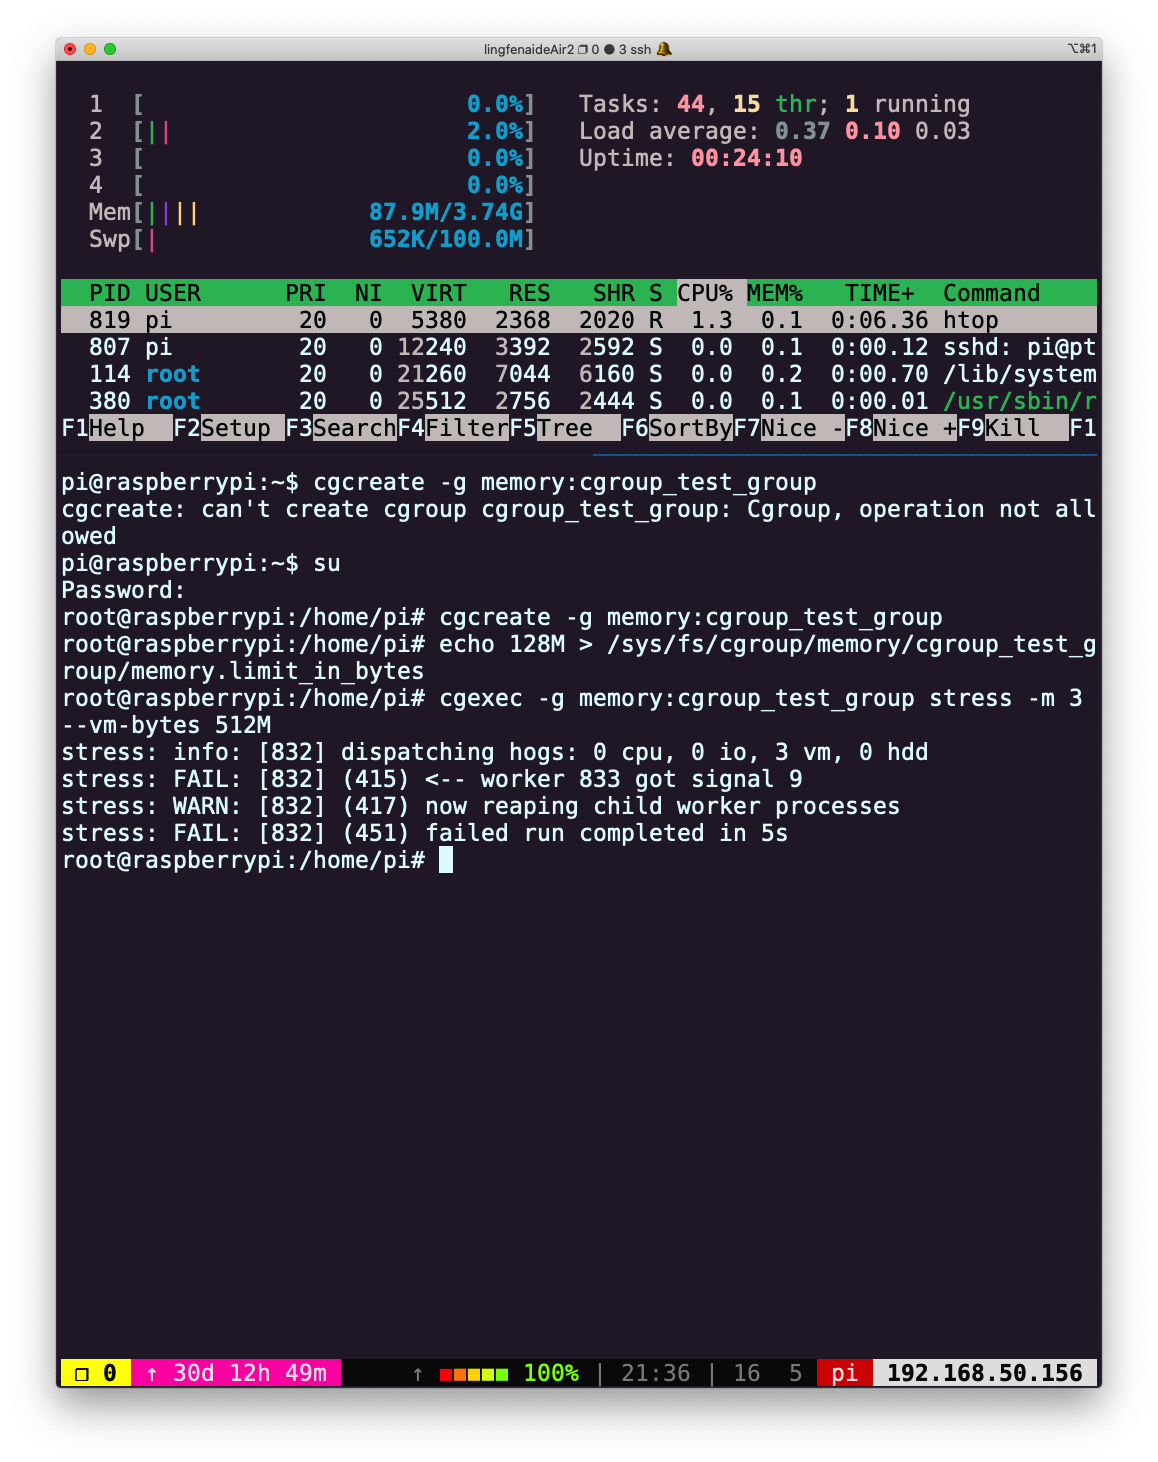 lingfenaideAir2 ❐ 0 ● 3 ssh 🔔 ⌥⌘1
1 [ 0.0%] Tasks: 44, 15 thr; 1 running
2 [|| 2.0%] Load average: 0.37 0.10 0.03
3 [ 0.0%] Uptime: 00:24:10
4 [ 0.0%]
Mem[|||| 87.9M/3.74G]
Swp[| 652K/100.0M]
PID USER PRI NI VIRT RES SHR S CPU% MEM% TIME+ Command
819 pi 20 0 5380 2368 2020 R 1.3 0.1 0:06.36 htop
807 pi 20 0 12240 3392 2592 S 0.0 0.1 0:00.12 sshd: pi@pt
114 root 20 0 21260 7044 6160 S 0.0 0.2 0:00.70 /lib/system
380 root 20 0 25512 2756 2444 S 0.0 0.1 0:00.01 /usr/sbin/r
F1Help F2Setup F3SearchF4FilterF5Tree F6SortByF7Nice -F8Nice +F9Kill F1
pi@raspberrypi:~$ cgcreate -g memory:cgroup_test_group
cgcreate: can't create cgroup cgroup_test_group: Cgroup, operation not all
owed
pi@raspberrypi:~$ su
Password:
root@raspberrypi:/home/pi# cgcreate -g memory:cgroup_test_group
root@raspberrypi:/home/pi# echo 128M > /sys/fs/cgroup/memory/cgroup_test_g
roup/memory.limit_in_bytes
root@raspberrypi:/home/pi# cgexec -g memory:cgroup_test_group stress -m 3
--vm-bytes 512M
stress: info: [832] dispatching hogs: 0 cpu, 0 io, 3 vm, 0 hdd
stress: FAIL: [832] (415) <-- worker 833 got signal 9
stress: WARN: [832] (417) now reaping child worker processes
stress: FAIL: [832] (451) failed run completed in 5s
root@raspberrypi:/home/pi#
❐ 0 ↑ 30d 12h 49m ↑ ■■■■■ 100% | 21:36 | 16 5 pi 192.168.50.156